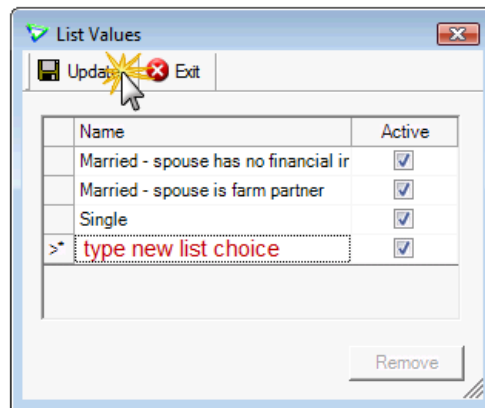 List Values
Update Exit
Name Active
Married - spouse has no financial ir
Married - spouse is farm partner
Single
>* type new list choice
Remove